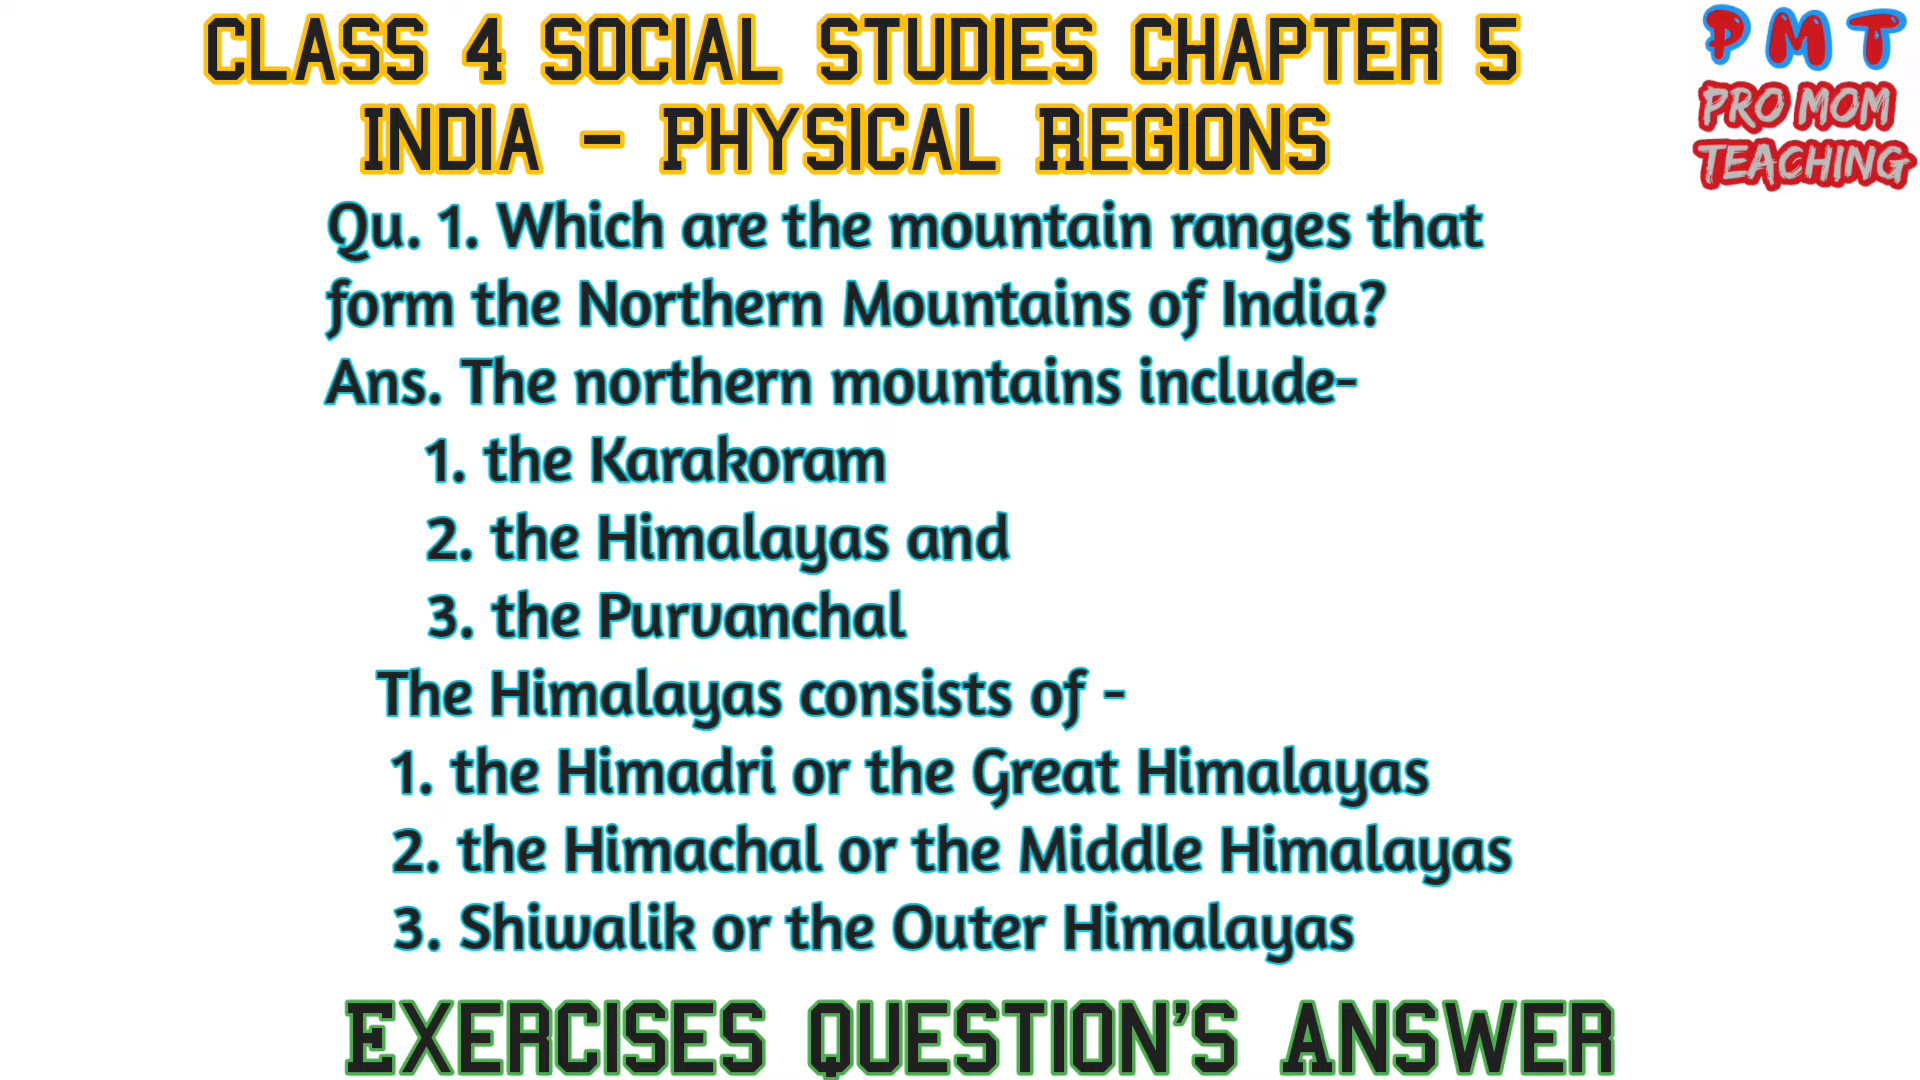 CLASS 4 SOCIAL STUDIES CHAPTER 5
INDIA – PHYSICAL REGIONS
P M T
PRO MOM
TEACHING
Qu. 1. Which are the mountain ranges that
form the Northern Mountains of India?
Ans. The northern mountains include-
1. the Karakoram
2. the Himalayas and
3. the Purvanchal
The Himalayas consists of -
1. the Himadri or the Great Himalayas
2. the Himachal or the Middle Himalayas
3. Shiwalik or the Outer Himalayas
EXERCISES QUESTION'S ANSWER